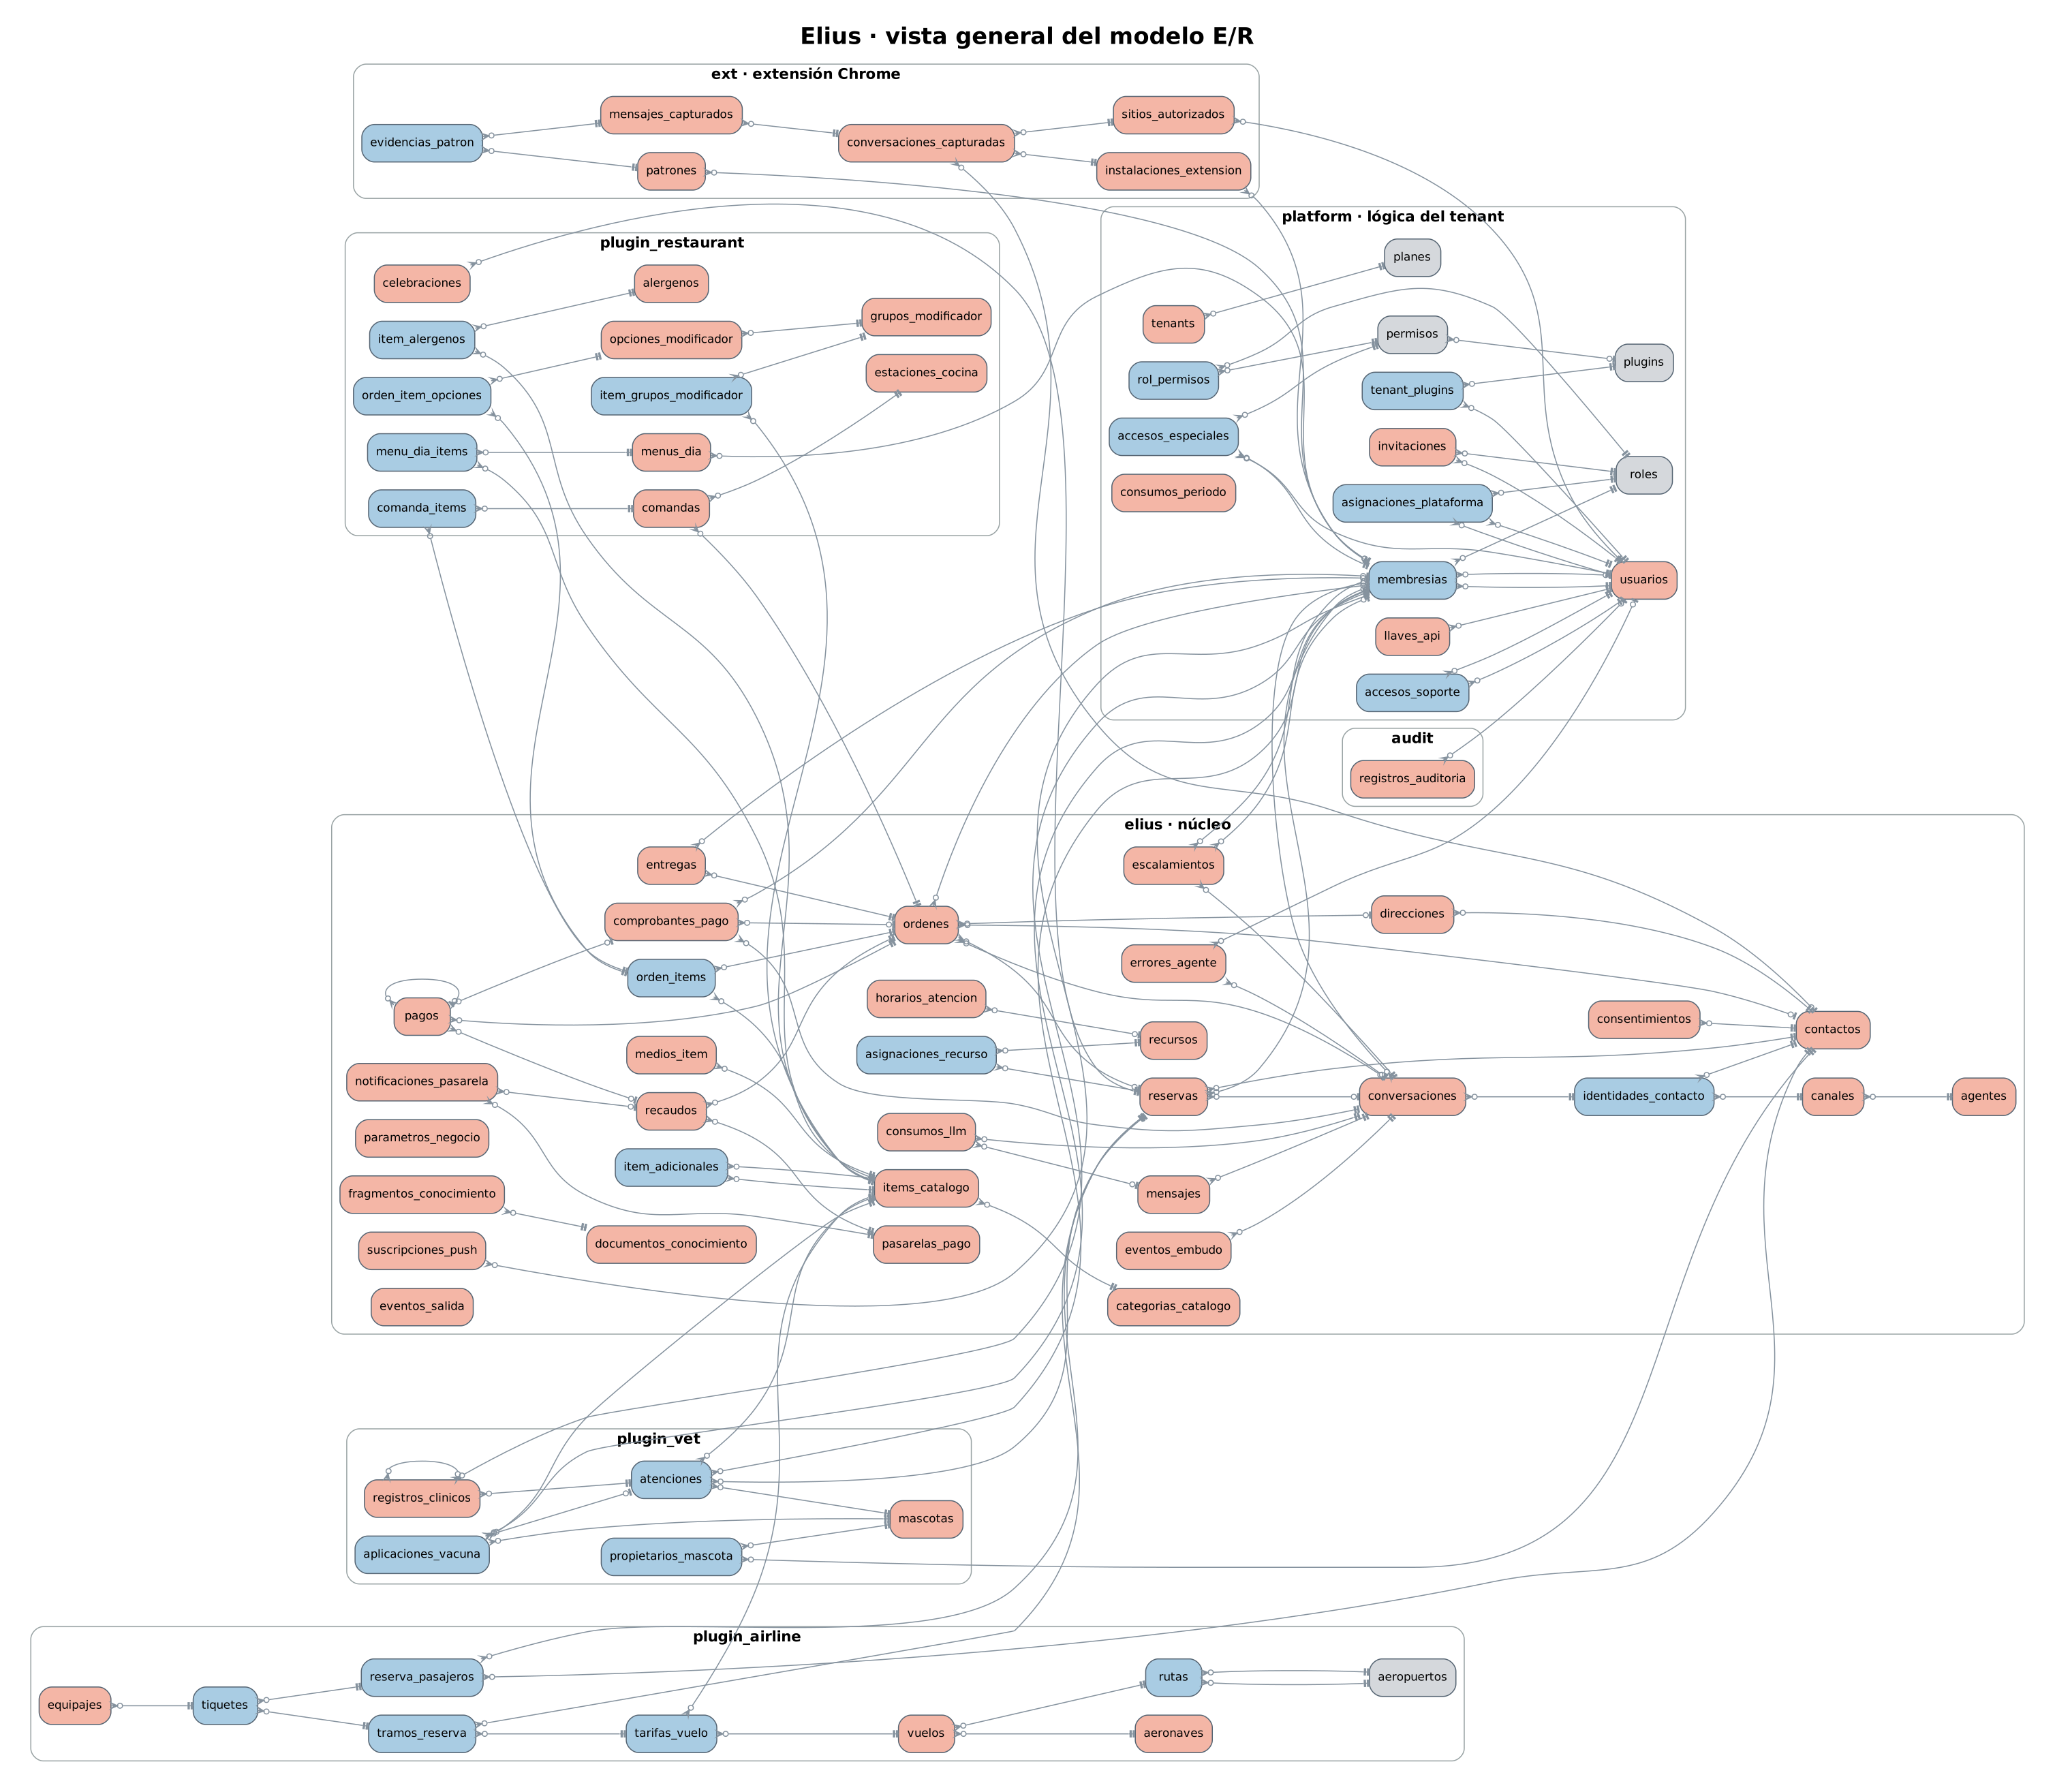 Elius · vista general del modelo E/R
ext · extensión Chrome
mensajes_capturados
sitios_autorizados
evidencias_patron
conversaciones_capturadas
patrones
instalaciones_extension
plugin_restaurant
celebraciones
alergenos
grupos_modificador
item_alergenos
opciones_modificador
estaciones_cocina
orden_item_opciones
item_grupos_modificador
menu_dia_items
menus_dia
comanda_items
comandas
platform · lógica del tenant
planes
tenants
permisos
plugins
rol_permisos
tenant_plugins
accesos_especiales
invitaciones
roles
consumos_periodo
asignaciones_plataforma
membresias
usuarios
llaves_api
accesos_soporte
audit
registros_auditoria
elius · núcleo
entregas
escalamientos
comprobantes_pago
ordenes
direcciones
orden_items
errores_agente
pagos
horarios_atencion
consentimientos
contactos
medios_item
asignaciones_recurso
recursos
notificaciones_pasarela
recaudos
reservas
conversaciones
identidades_contacto
canales
agentes
parametros_negocio
consumos_llm
item_adicionales
items_catalogo
mensajes
fragmentos_conocimiento
documentos_conocimiento
pasarelas_pago
suscripciones_push
eventos_embudo
eventos_salida
categorias_catalogo
plugin_vet
registros_clinicos
atenciones
mascotas
aplicaciones_vacuna
propietarios_mascota
plugin_airline
reserva_pasajeros
rutas
aeropuertos
equipajes
tiquetes
tramos_reserva
tarifas_vuelo
vuelos
aeronaves